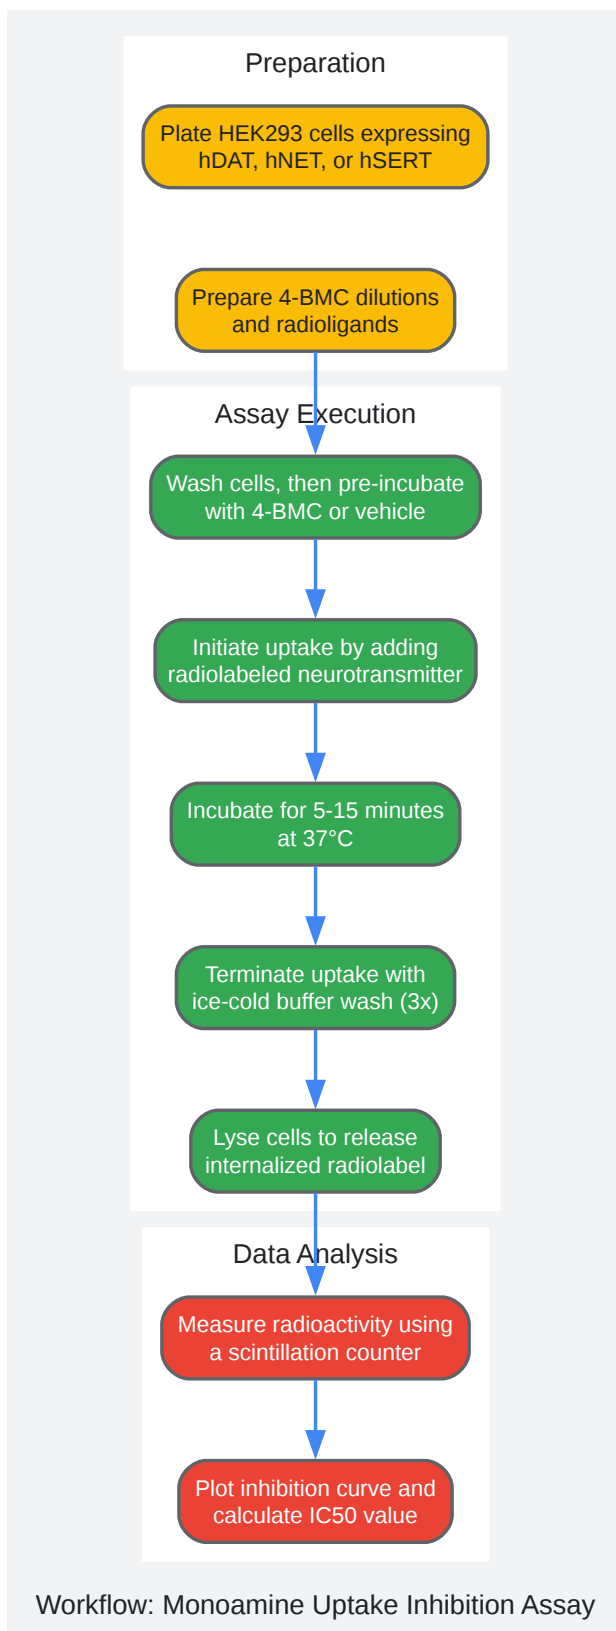 Preparation
Plate HEK293 cells expressing
hDAT, hNET, or hSERT
Prepare 4-BMC dilutions
and radioligands
Assay Execution
Wash cells, then pre-incubate
with 4-BMC or vehicle
Initiate uptake by adding
radiolabeled neurotransmitter
Incubate for 5-15 minutes
at 37°C
Terminate uptake with
ice-cold buffer wash (3x)
Lyse cells to release
internalized radiolabel
Data Analysis
Measure radioactivity using
a scintillation counter
Plot inhibition curve and
calculate IC50 value
Workflow: Monoamine Uptake Inhibition Assay